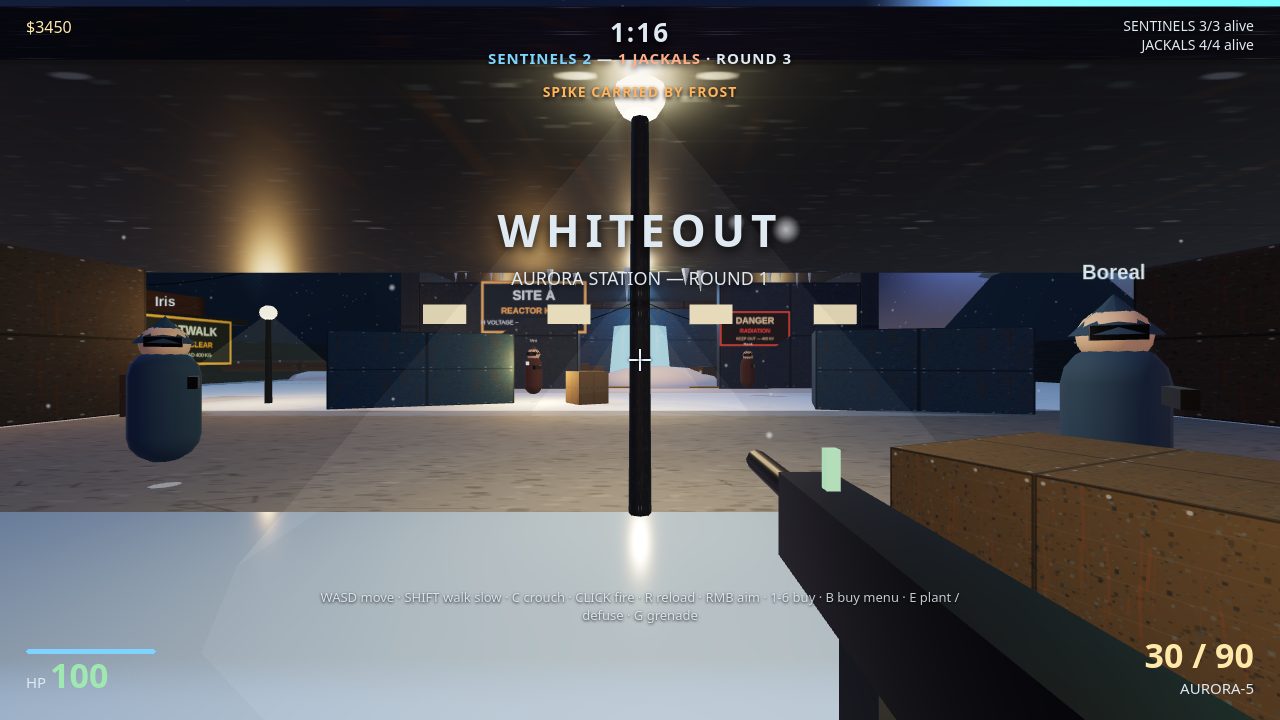 $3450
1:16
SENTINELS 2 — 1 JACKALS · ROUND 3
SPIKE CARRIED BY FROST
SENTINELS 3/3 alive
JACKALS 4/4 alive
WHITEOUT
AURORA STATION — ROUND 1
Boreal
Iris
TWALK
CLEAR
SITE A
REACTOR
VOLTAGE —
DANGER
RADIATION
WASD move · SHIFT walk slow · C crouch · CLICK fire · R reload · RMB aim · 1-6 buy · B buy menu · E plant /
defuse · G grenade
HP 100
30 / 90
AURORA-5